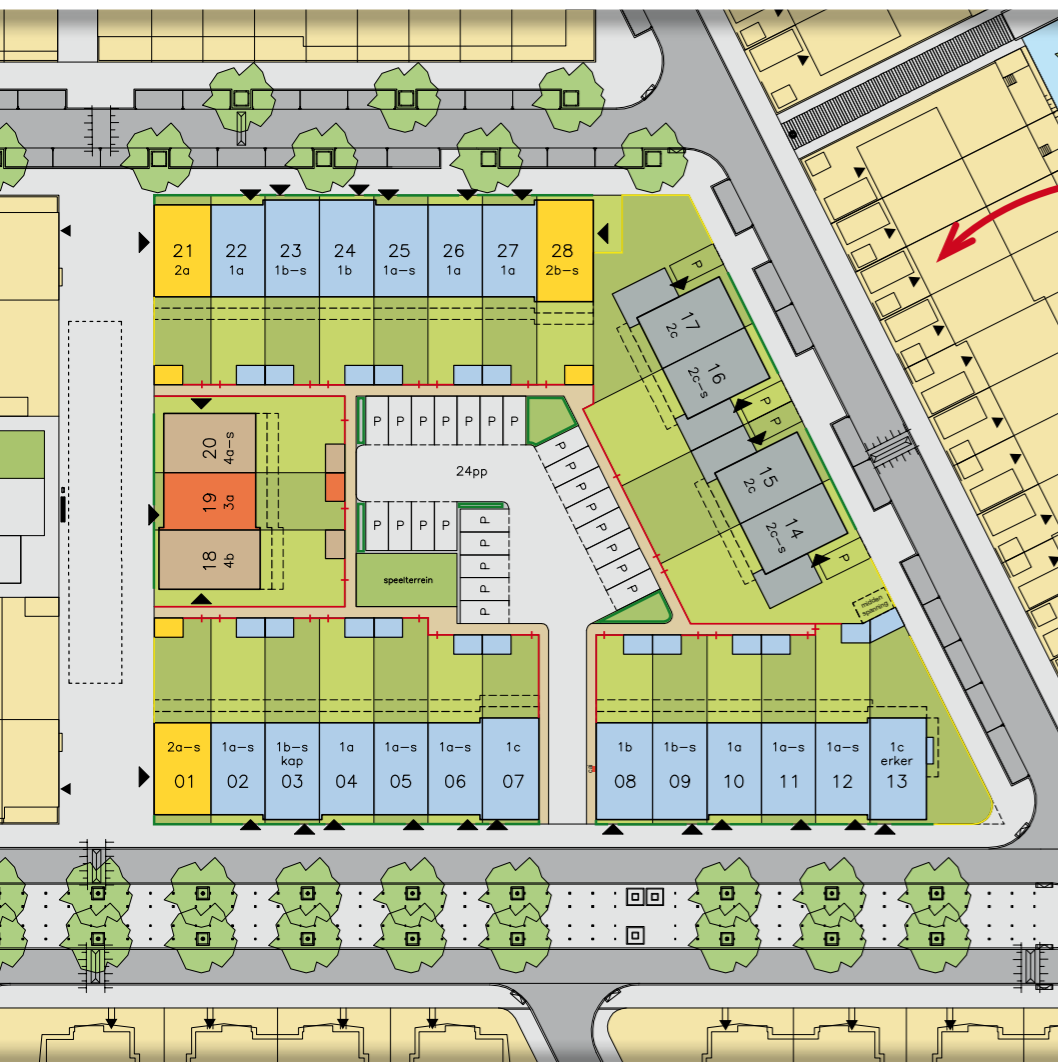 21
2a
22
1a
23
1b-s
24
1b
25
1a-s
26
1a
27
1a
28
2b-s
P
17
2c
16
2c-s
P
P
15
2c
14
2c-s
P
midden
spanning
20
4a-s
19
3a
18
4b
P P P P P P P
24pp
P
P
P
P
P
P
P
P
P P P P
P
P
P
P
P
speelterrein
2a-s
01
1a-s
02
1b-s
kap
03
1a
04
1a-s
05
1a-s
06
1c
07
1b
08
1b-s
09
1a
10
1a-s
11
1a-s
12
1c
erker
13